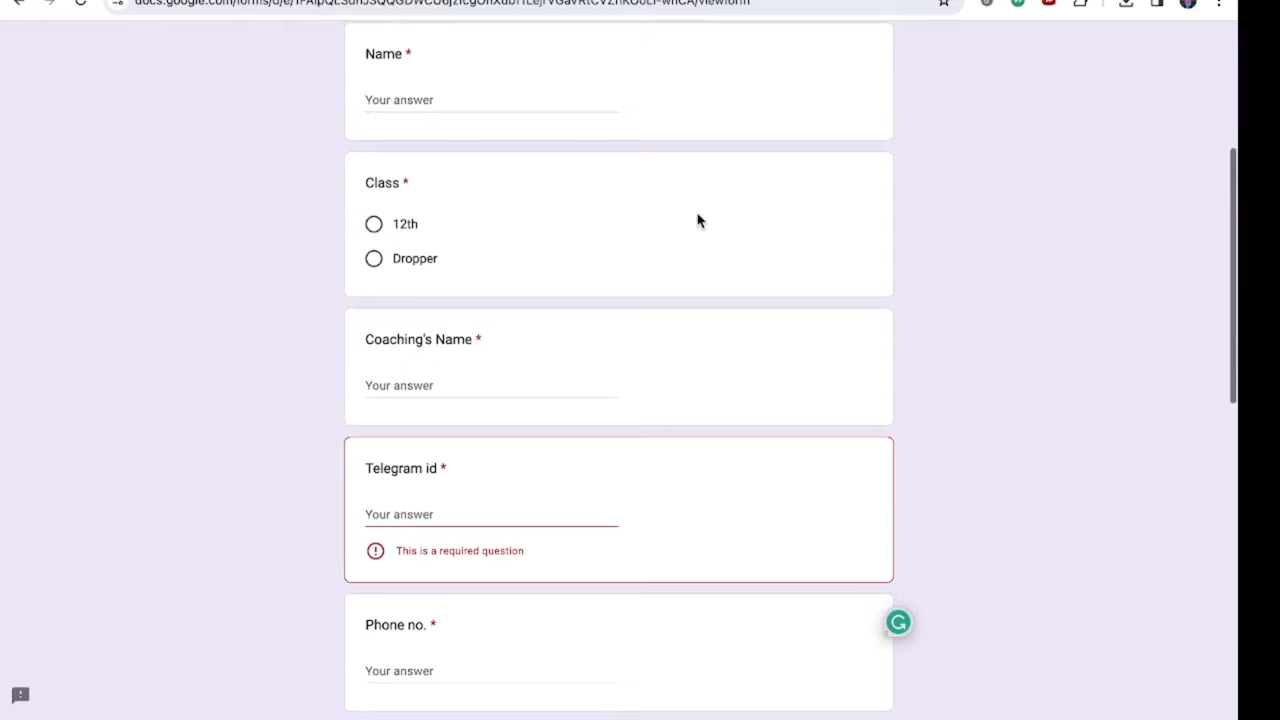 Name *
Your answer
Class *
12th
Dropper
Coaching's Name *
Your answer
Telegram id *
Your answer
This is a required question
Phone no. *
Your answer